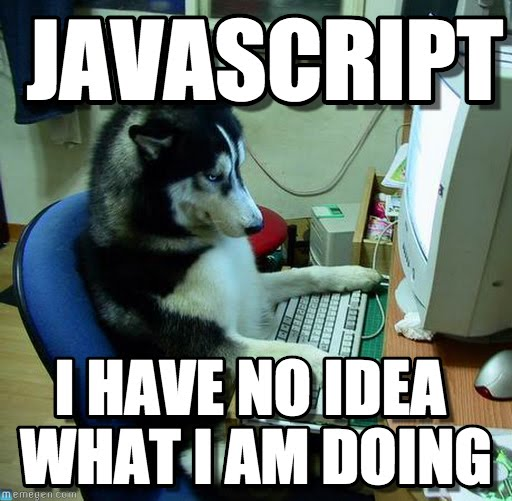 JAVASCRIPT
I HAVE NO IDEA
WHAT I AM DOING
memegen.com